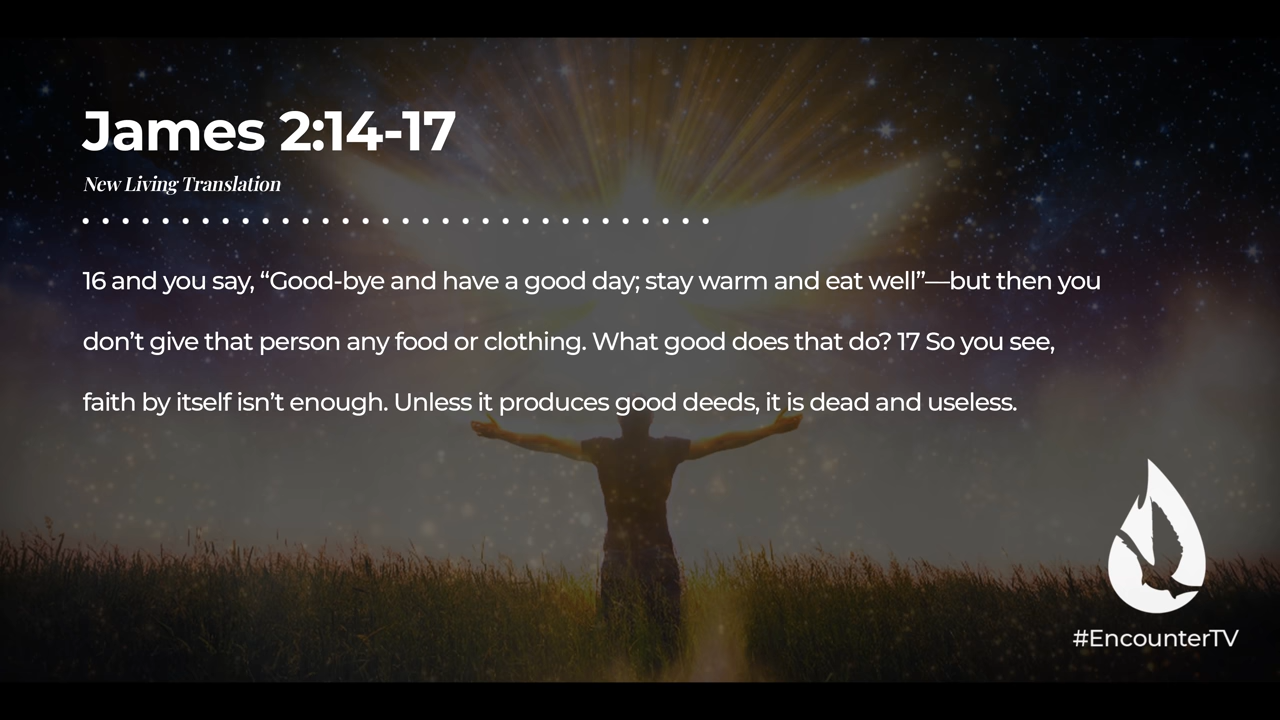 James 2:14-17
New Living Translation
16 and you say, “Good-bye and have a good day; stay warm and eat well”—but then you
don’t give that person any food or clothing. What good does that do? 17 So you see,
faith by itself isn’t enough. Unless it produces good deeds, it is dead and useless.
#EncounterTV